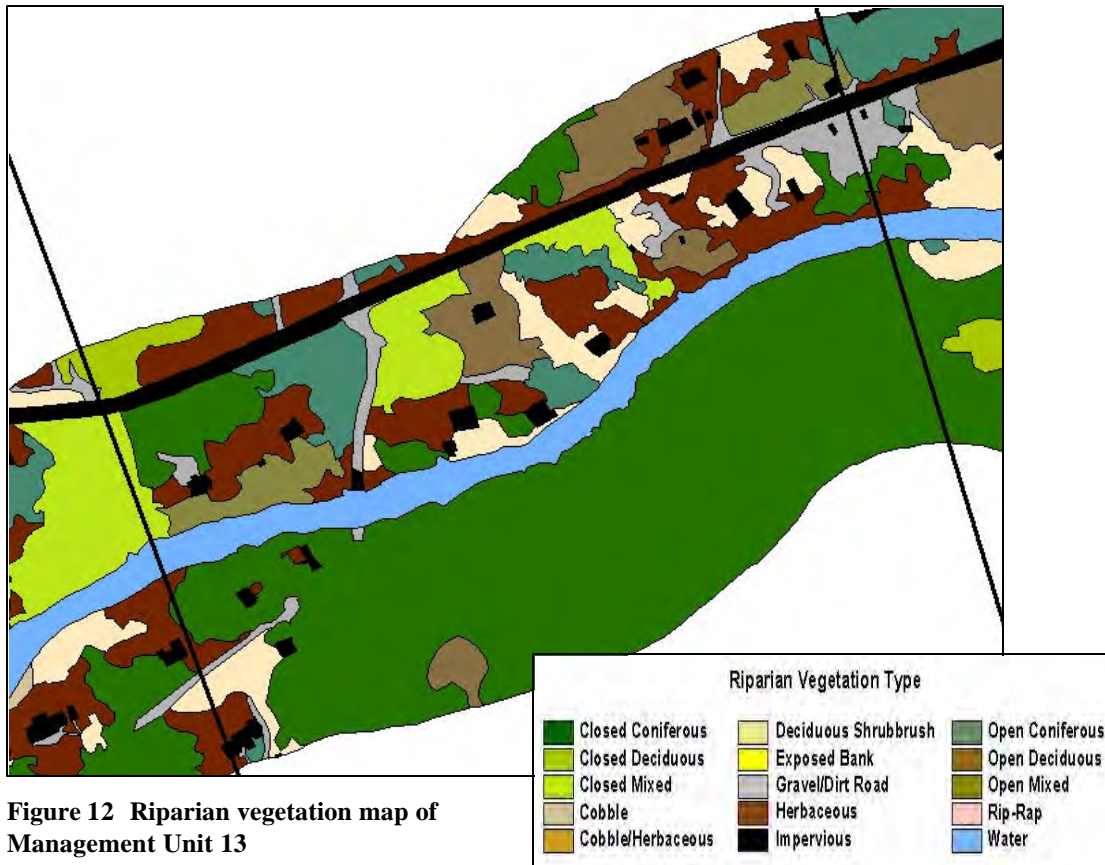 Riparian Vegetation Type
Closed Coniferous
Closed Deciduous
Closed Mixed
Cobble
Cobble/Herbaceous
Deciduous Shrubbrush
Exposed Bank
Gravel/Dirt Road
Herbaceous
Impervious
Open Coniferous
Open Deciduous
Open Mixed
Rip-Rap
Water
Figure 12 Riparian vegetation map of
Management Unit 13